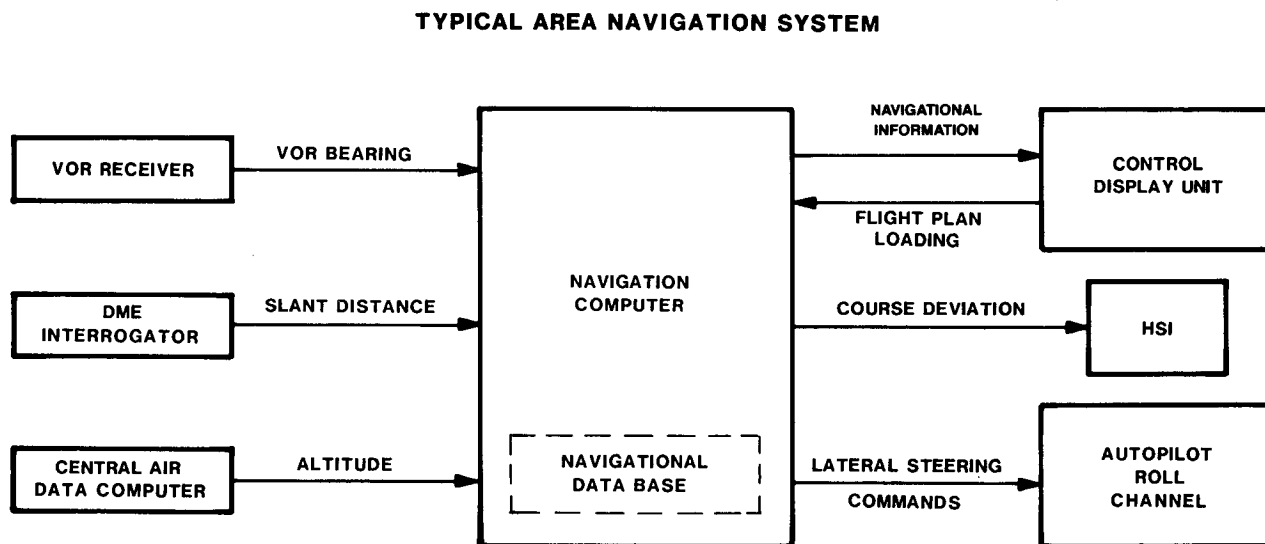 TYPICAL AREA NAVIGATION SYSTEM
VOR RECEIVER
VOR BEARING
DME
INTERROGATOR
SLANT DISTANCE
CENTRAL AIR
DATA COMPUTER
ALTITUDE
NAVIGATION
COMPUTER
NAVIGATIONAL
DATA BASE
NAVIGATIONAL
INFORMATION
FLIGHT PLAN
LOADING
CONTROL
DISPLAY UNIT
COURSE DEVIATION
HSI
LATERAL STEERING
COMMANDS
AUTOPILOT
ROLL
CHANNEL